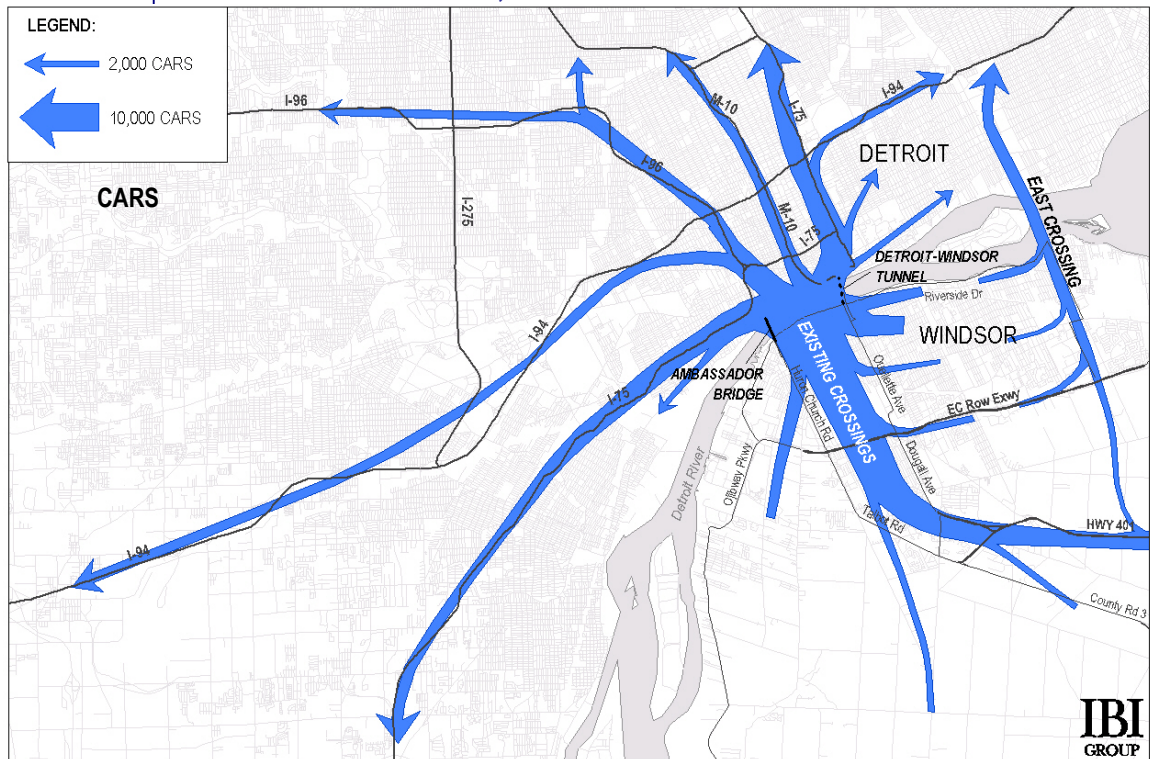 LEGEND:
2,000 CARS
10,000 CARS
CARS
I-96
I-275
I-96
M-10
I-75
I-94
DETROIT
M-10
I-75
EAST CROSSING
DETROIT-WINDSOR
TUNNEL
Riverside Dr
WINDSOR
I-94
EXISTING CROSSINGS
AMBASSADOR
BRIDGE
I-75
Huron Church Rd
Ouellette Ave
EC Row Exwy
Dougall Ave
Ojibway Pkwy
Detroit River
Talbot Rd
HWY 401
I-94
County Rd 3
IBI
GROUP